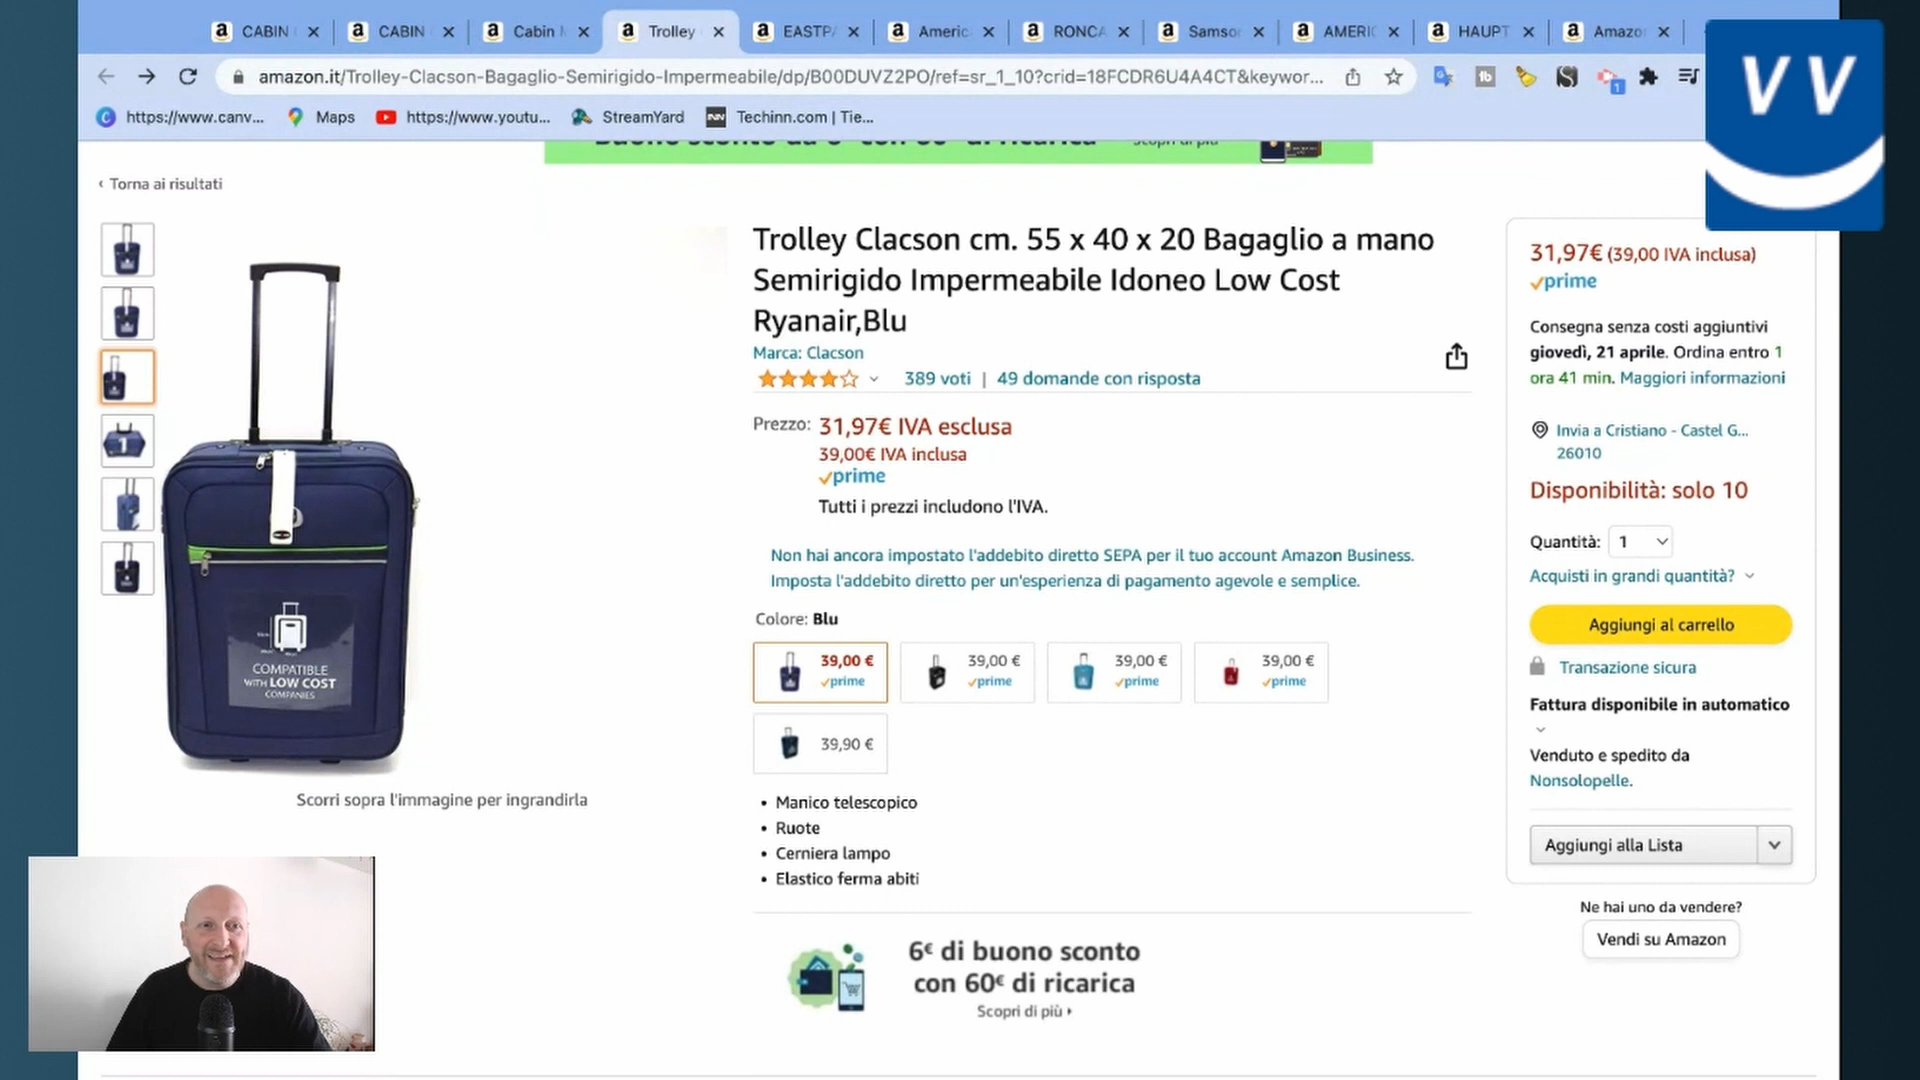 CABIN
CABIN
Cabin
Trolley
EASTPA
Americ
RONCA
Samso
AMERIC
HAUPT
Amazo
VV
amazon.it/Trolley-Clacson-Bagaglio-Semirigido-Impermeabile/dp/B00DUVZ2PO/ref=sr_1_10?crid=18FCDR6U4A4CT&keywor...
1
https://www.canv...
Maps
https://www.youtu...
StreamYard
INN
Techinn.com | Tie...
‹ Torna ai risultati
Trolley Clacson cm. 55 x 40 x 20 Bagaglio a mano
Semirigido Impermeabile Idoneo Low Cost
Ryanair,Blu
Marca: Clacson
389 voti | 49 domande con risposta
Prezzo: 31,97€ IVA esclusa
39,00€ IVA inclusa
prime
Tutti i prezzi includono l'IVA.
Non hai ancora impostato l'addebito diretto SEPA per il tuo account Amazon Business.
Imposta l'addebito diretto per un'esperienza di pagamento agevole e semplice.
Colore: Blu
39,00 €
prime
39,00 €
prime
39,00 €
prime
39,00 €
prime
39,90 €
• Manico telescopico
• Ruote
• Cerniera lampo
• Elastico ferma abiti
COMPATIBLE
WITH LOW COST
COMPANIES
Scorri sopra l'immagine per ingrandirla
6€ di buono sconto
con 60€ di ricarica
Scopri di più ›
31,97€ (39,00 IVA inclusa)
prime
Consegna senza costi aggiuntivi
giovedì, 21 aprile. Ordina entro 1
ora 41 min. Maggiori informazioni
Invia a Cristiano - Castel G...
26010
Disponibilità: solo 10
Quantità: 1
Acquisti in grandi quantità?
Aggiungi al carrello
Transazione sicura
Fattura disponibile in automatico
Venduto e spedito da
Nonsolopelle.
Aggiungi alla Lista
Ne hai uno da vendere?
Vendi su Amazon